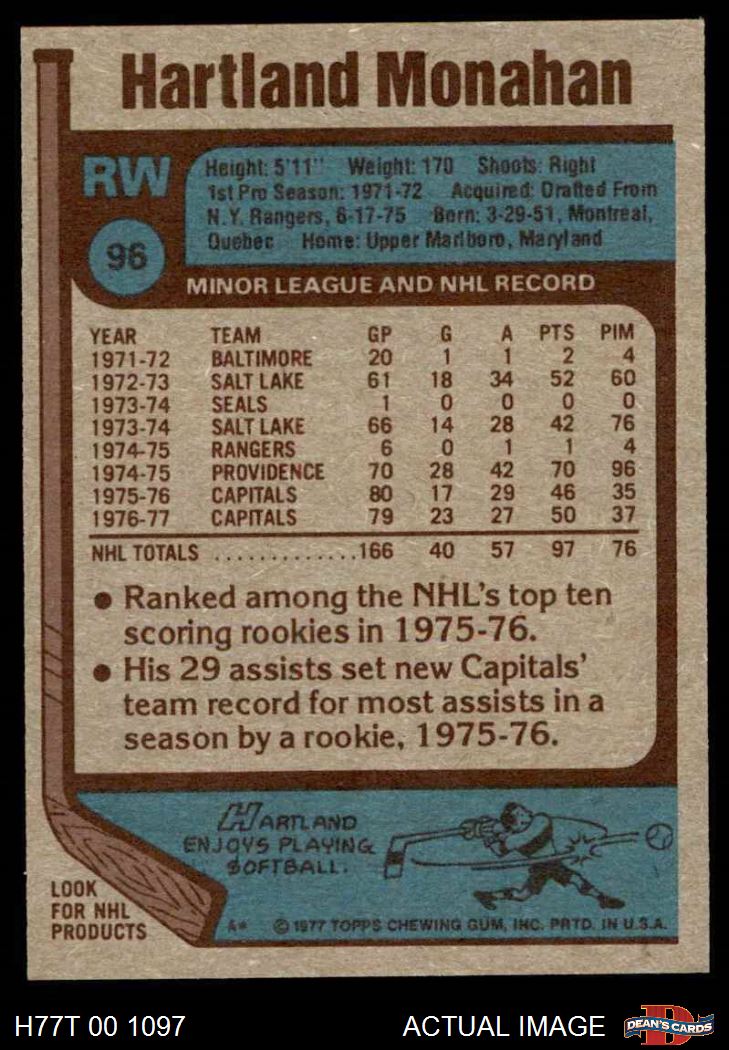 Hartland Monahan
RW
96
Height: 5'11" Weight: 170 Shoots: Right
1st Pro Season: 1971-72 Acquired: Drafted From
N.Y. Rangers, 6-17-75 Born: 3-29-51, Montreal,
Quebec Home: Upper Marlboro, Maryland
MINOR LEAGUE AND NHL RECORD
YEAR TEAM GP G A PTS PIM
1971-72 BALTIMORE 20 1 1 2 4
1972-73 SALT LAKE 61 18 34 52 60
1973-74 SEALS 1 0 0 0 0
1973-74 SALT LAKE 66 14 28 42 76
1974-75 RANGERS 6 0 1 1 4
1974-75 PROVIDENCE 70 28 42 70 96
1975-76 CAPITALS 80 17 29 46 35
1976-77 CAPITALS 79 23 27 50 37
NHL TOTALS .............166 40 57 97 76
● Ranked among the NHL's top ten
scoring rookies in 1975-76.
● His 29 assists set new Capitals'
team record for most assists in a
season by a rookie, 1975-76.
HARTLAND
ENJOYS PLAYING
SOFTBALL.
LOOK
FOR NHL
PRODUCTS
A* © 1977 TOPPS CHEWING GUM, INC. PRTD. IN U.S.A.
H77T 00 1097 ACTUAL IMAGE DEAN'S CARDS